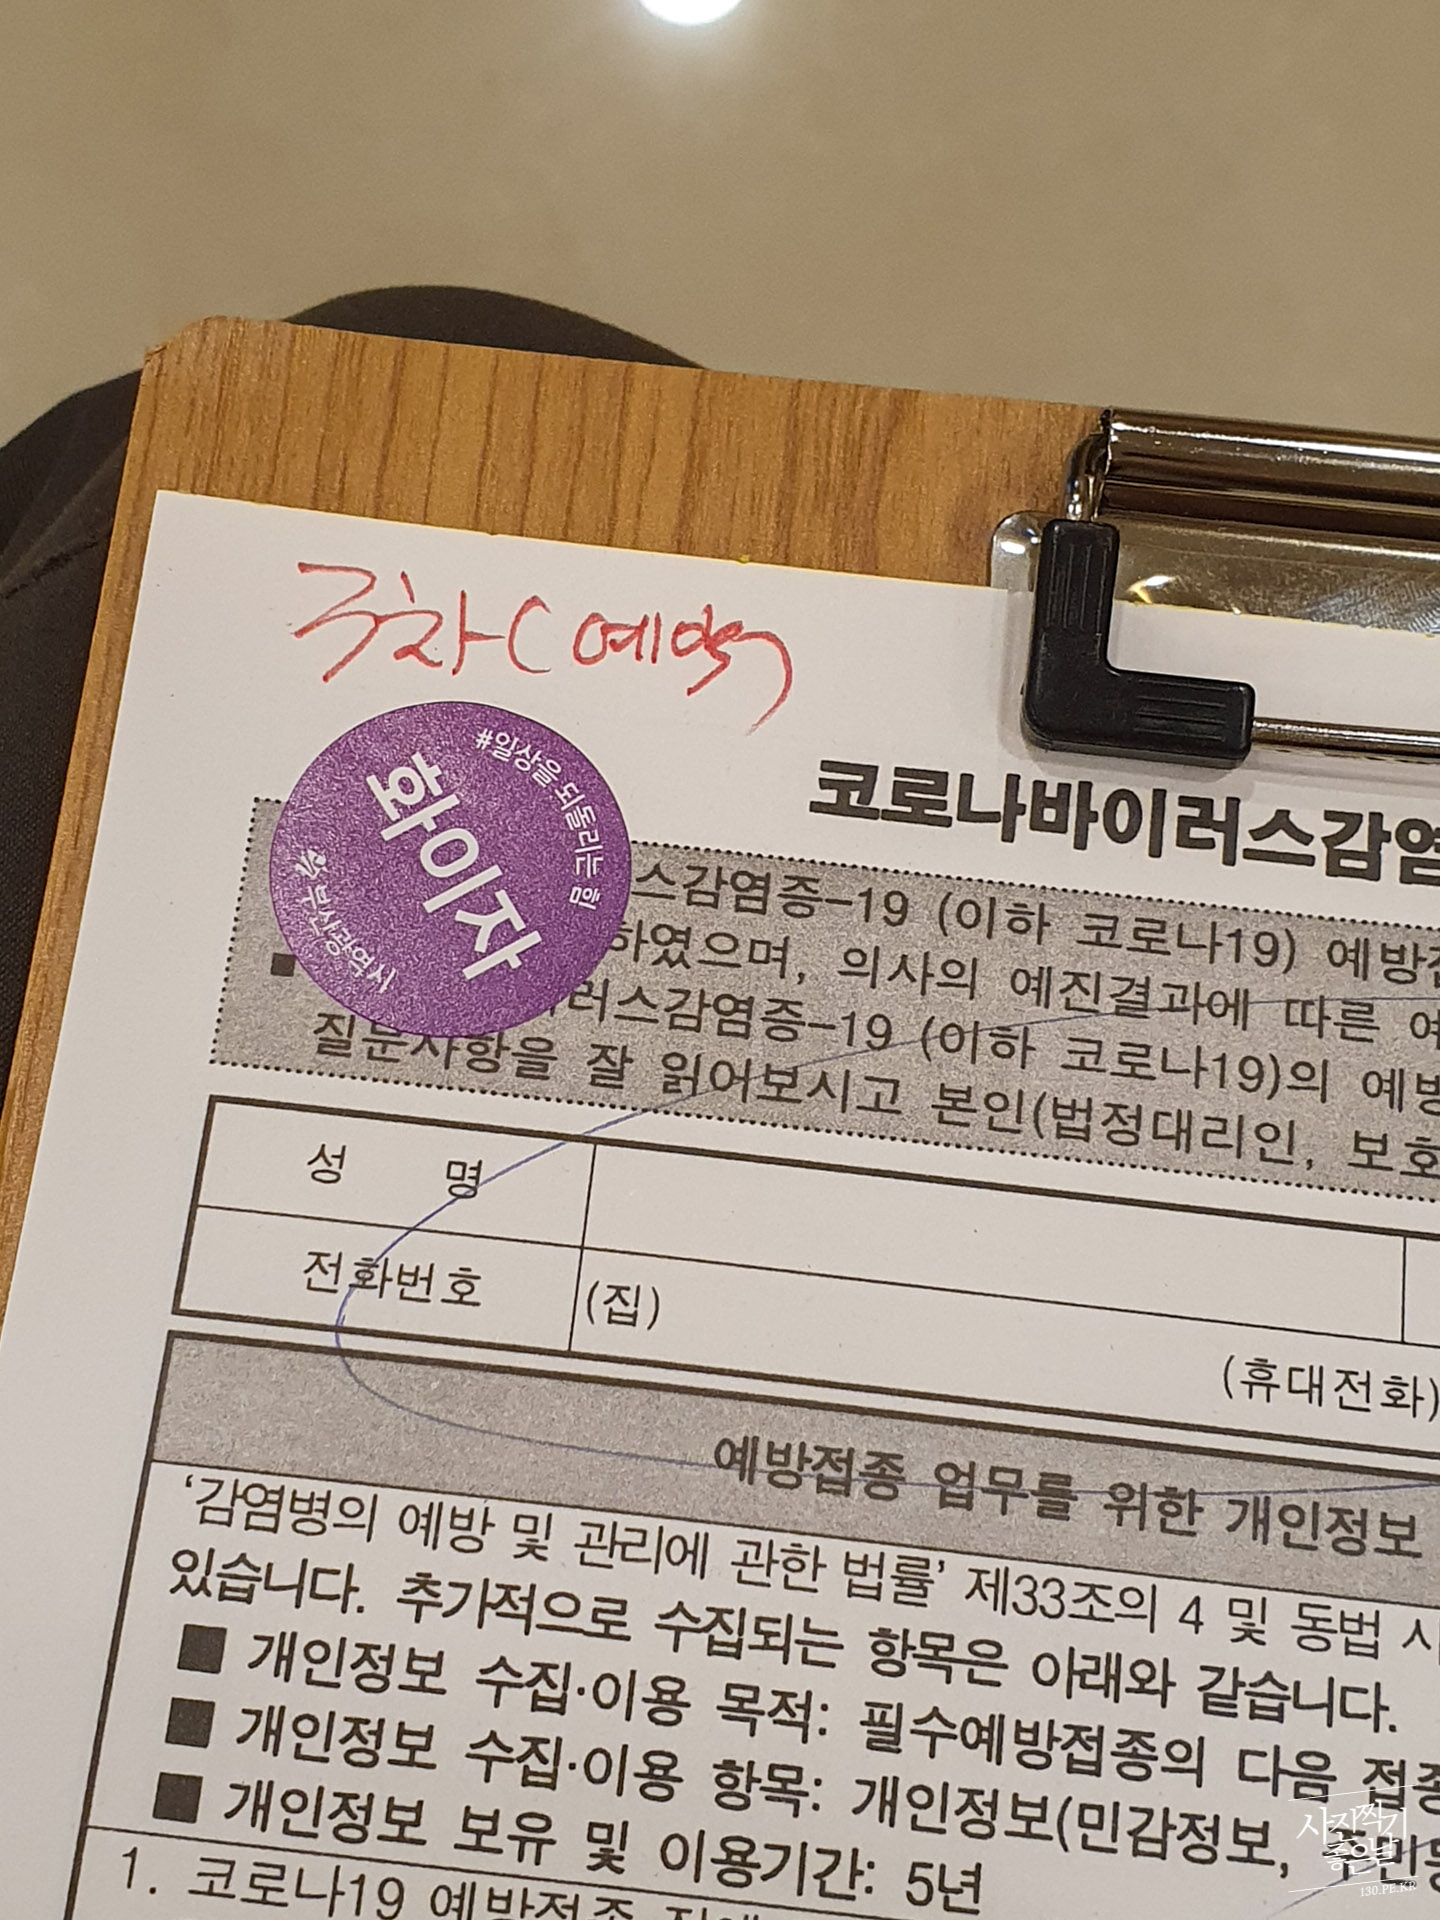 3차(예약)
#일상을 되돌리는 힘
화이자
부산광역시
코로나바이러스감염
스감염증-19 (이하 코로나19) 예방접
하였으며, 의사의 예진결과에 따른 예
■ 러스감염증-19 (이하 코로나19)의 예방
질문사항을 잘 읽어보시고 본인(법정대리인, 보호
성 명
전화번호 (집)
(휴대전화)
예방접종 업무를 위한 개인정보
‘감염병의 예방 및 관리에 관한 법률’ 제33조의 4 및 동법 시
있습니다. 추가적으로 수집되는 항목은 아래와 같습니다.
■ 개인정보 수집·이용 목적: 필수예방접종의 다음 접종
■ 개인정보 수집·이용 항목: 개인정보(민감정보, 주민등
■ 개인정보 보유 및 이용기간: 5년
1. 코로나19 예방접종
사진찍기
좋은날
130.PE.KR